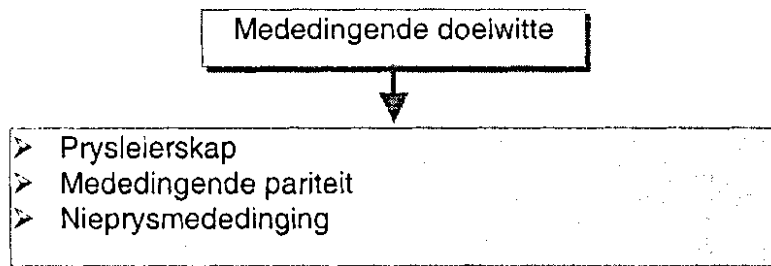 Mededingende doelwitte
➢ Prysleierskap
➢ Mededingende pariteit
➢ Nieprysmededinging